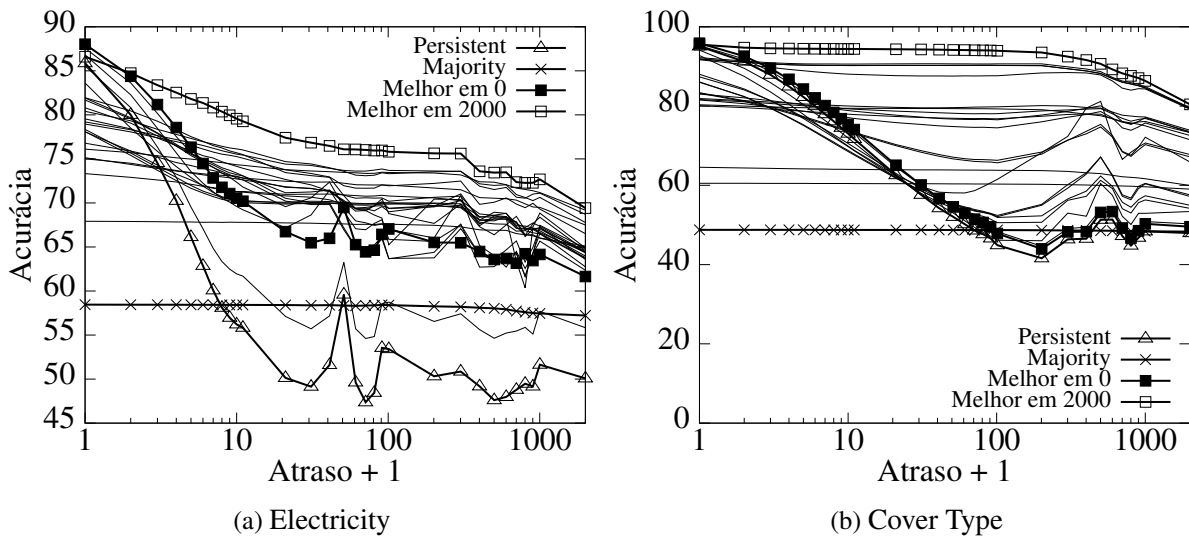 90
85
80
75
70
65
60
55
50
45
Acurácia
Persistent
Majority
Melhor em 0
Melhor em 2000
1
10
100
1000
Atraso + 1
(a) Electricity
100
80
60
40
20
0
Acurácia
Persistent
Majority
Melhor em 0
Melhor em 2000
1
10
100
1000
Atraso + 1
(b) Cover Type